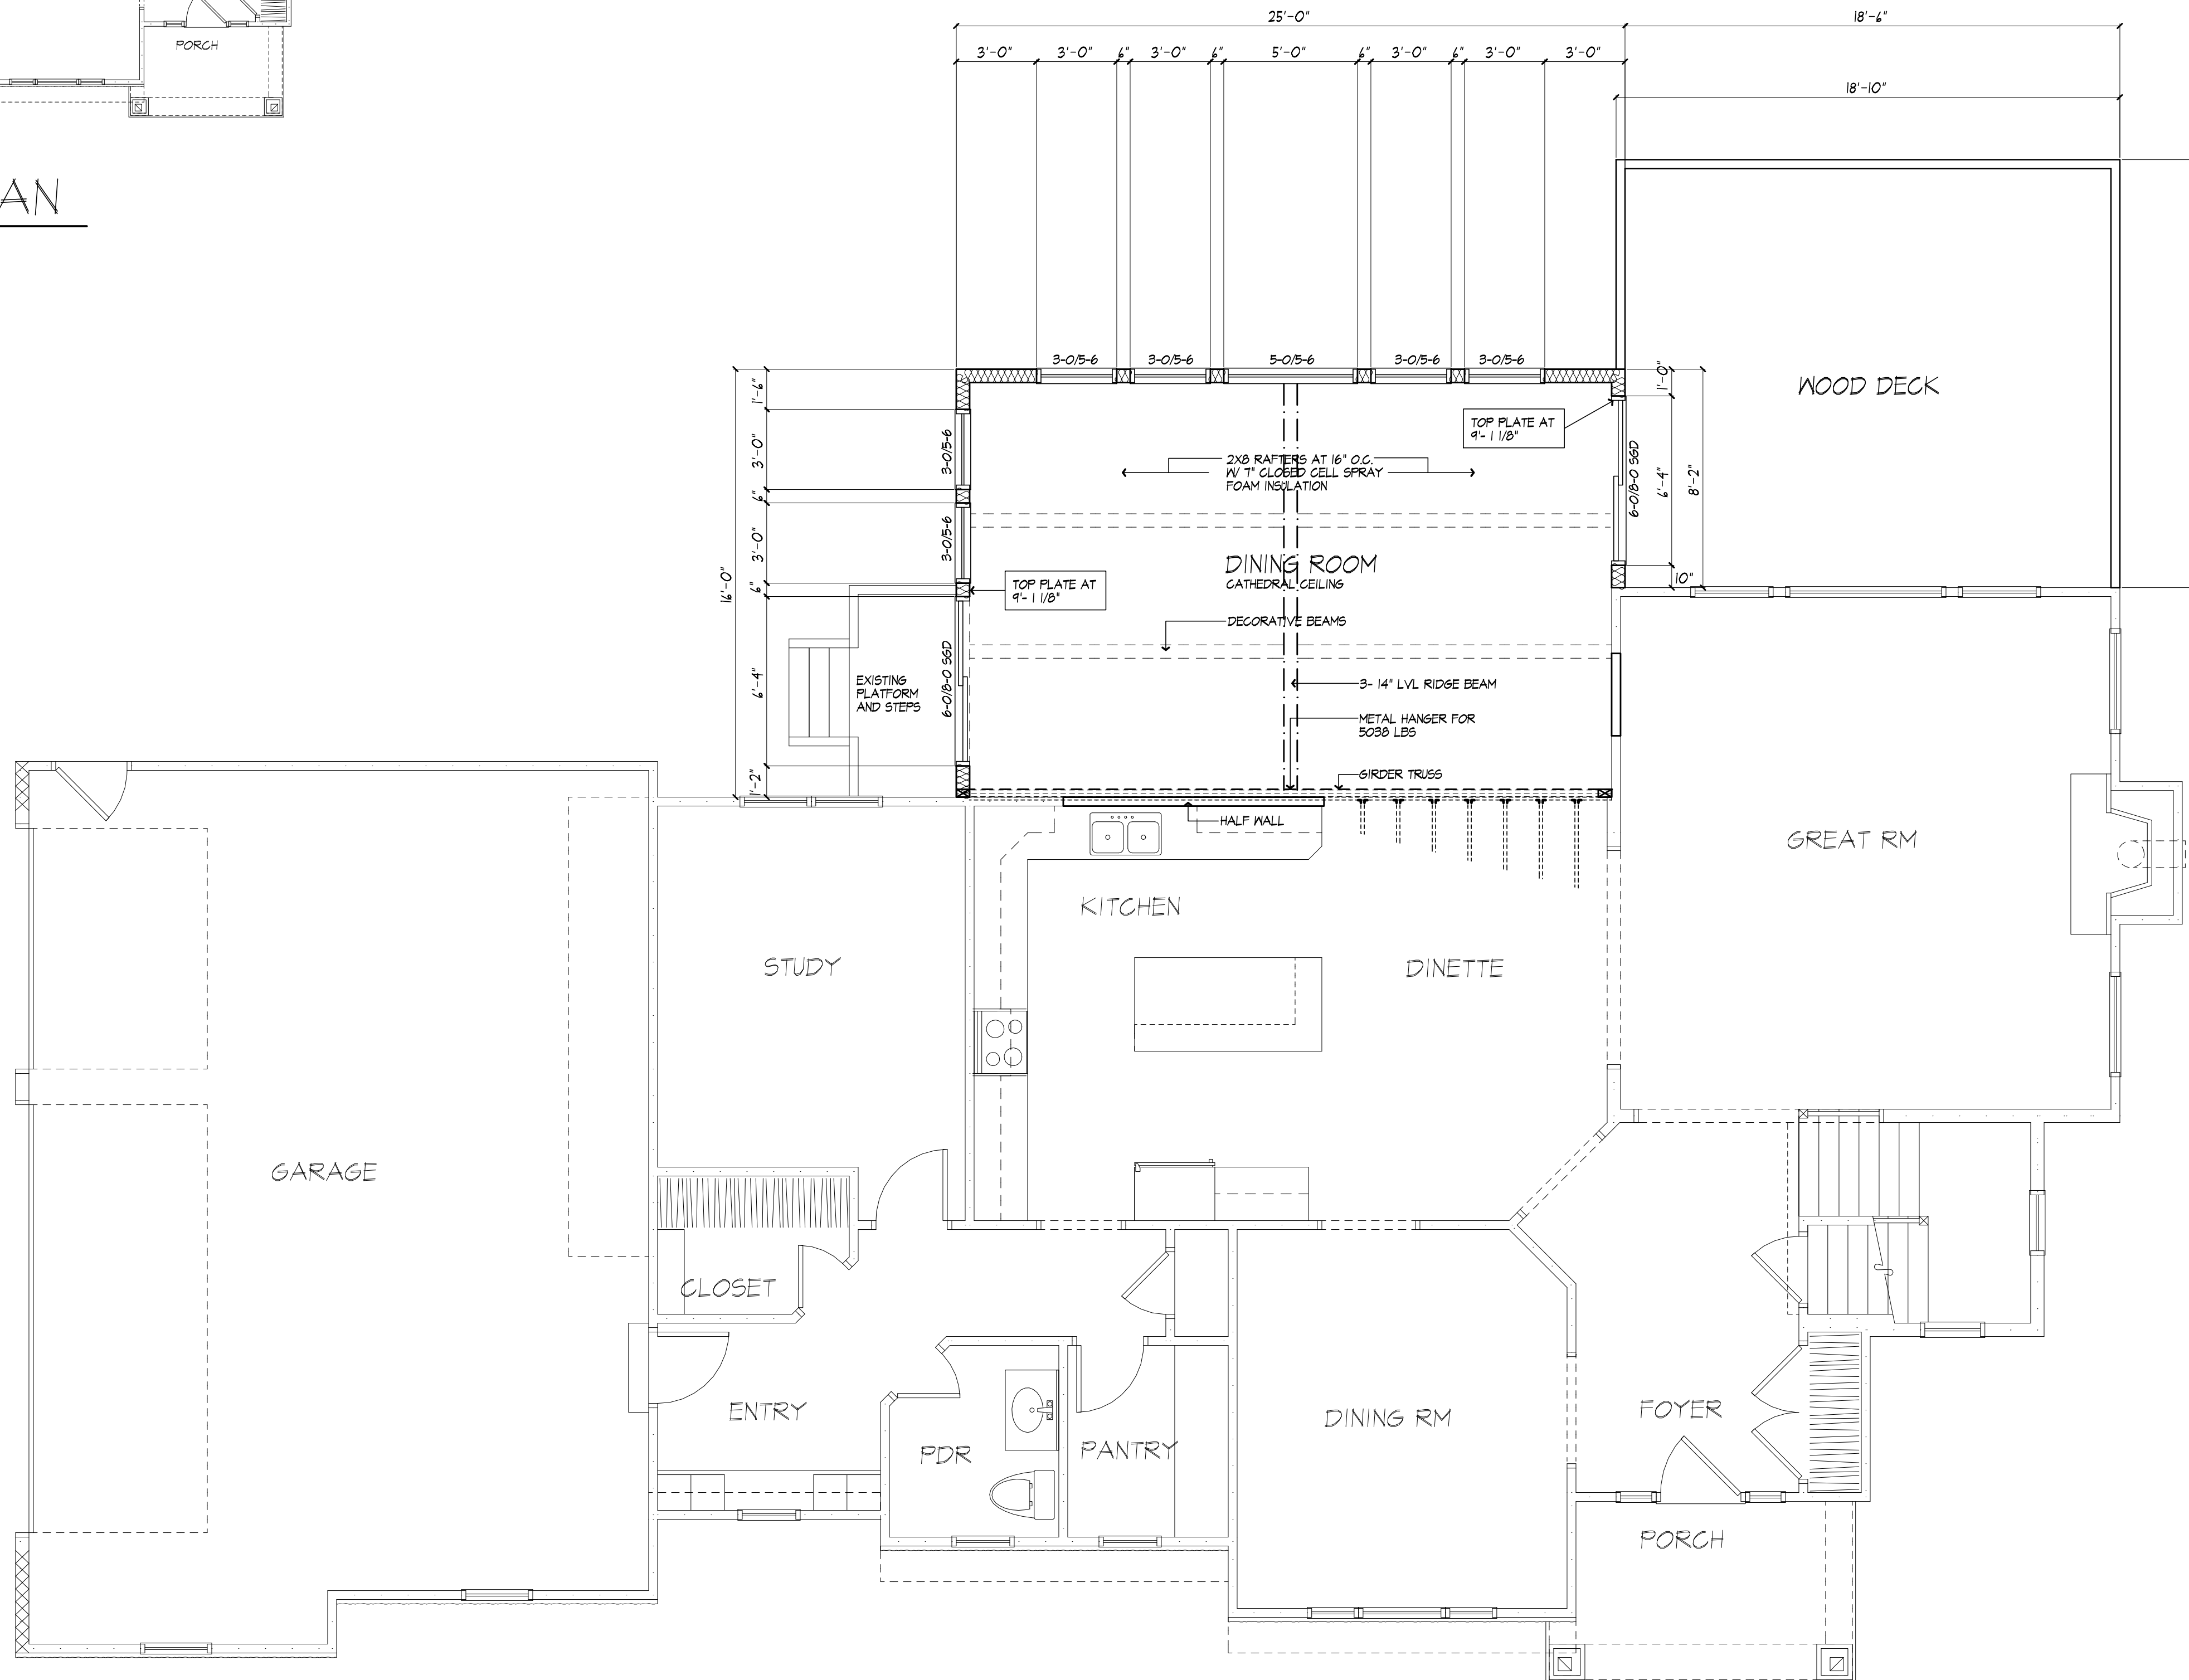 PORCH
AN
25'-0"
18'-6"
3'-0"
3'-0"
6"
3'-0"
6"
5'-0"
6"
3'-0"
6"
3'-0"
3'-0"
18'-10"
3-0/5-6
3-0/5-6
5-0/5-6
3-0/5-6
3-0/5-6
WOOD DECK
1'-6"
3'-0"
6"
3'-0"
6"
6'-4"
1'-2"
16'-0"
3-0/5-6
3-0/5-6
6-0/8-0 SGD
TOP PLATE AT
9'- 1 1/8"
1'-0"
6'-4"
10"
8'-2"
6-0/8-0 SGD
2X8 RAFTERS AT 16" O.C.
W/ 7" CLOSED CELL SPRAY
FOAM INSULATION
DINING ROOM
CATHEDRAL CEILING
TOP PLATE AT
9'- 1 1/8"
DECORATIVE BEAMS
EXISTING
PLATFORM
AND STEPS
3- 14" LVL RIDGE BEAM
METAL HANGER FOR
5038 LBS
GIRDER TRUSS
HALF WALL
GREAT RM
KITCHEN
STUDY
DINETTE
GARAGE
CLOSET
ENTRY
PDR
PANTRY
DINING RM
FOYER
PORCH